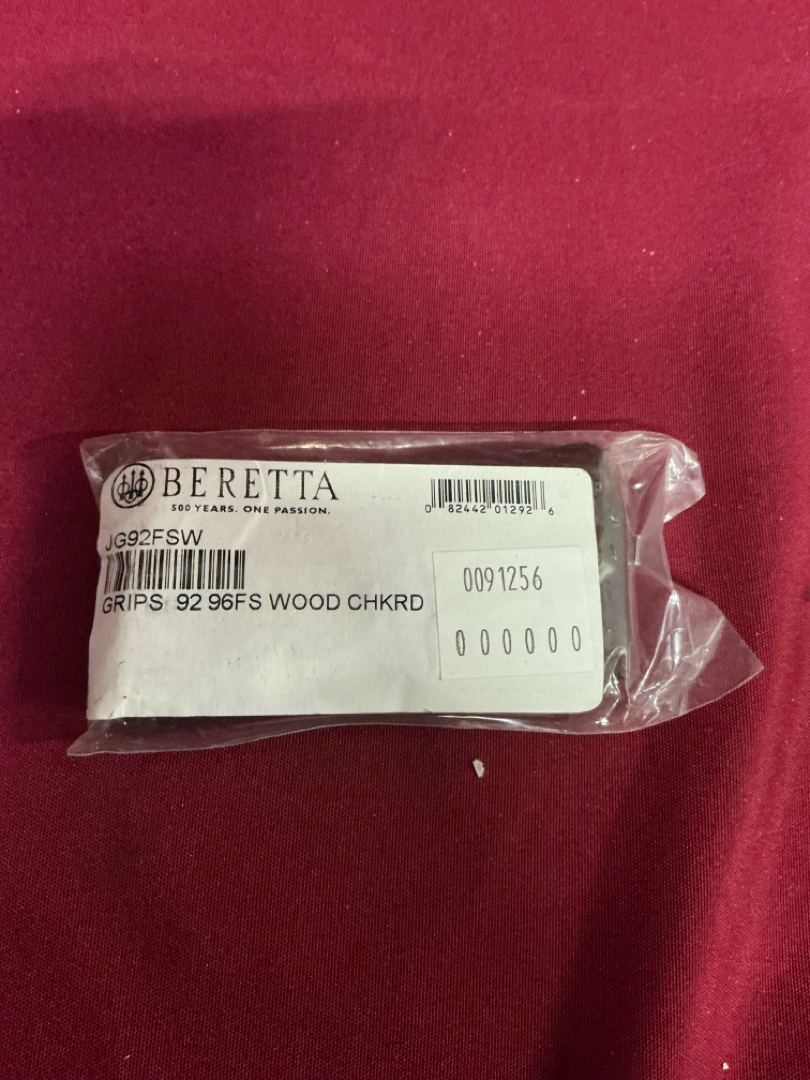 BERETTA
500 YEARS. ONE PASSION.
0 82442 01292 6
JG92FSW
GRIPS 92 96FS WOOD CHKRD
0091256
000000